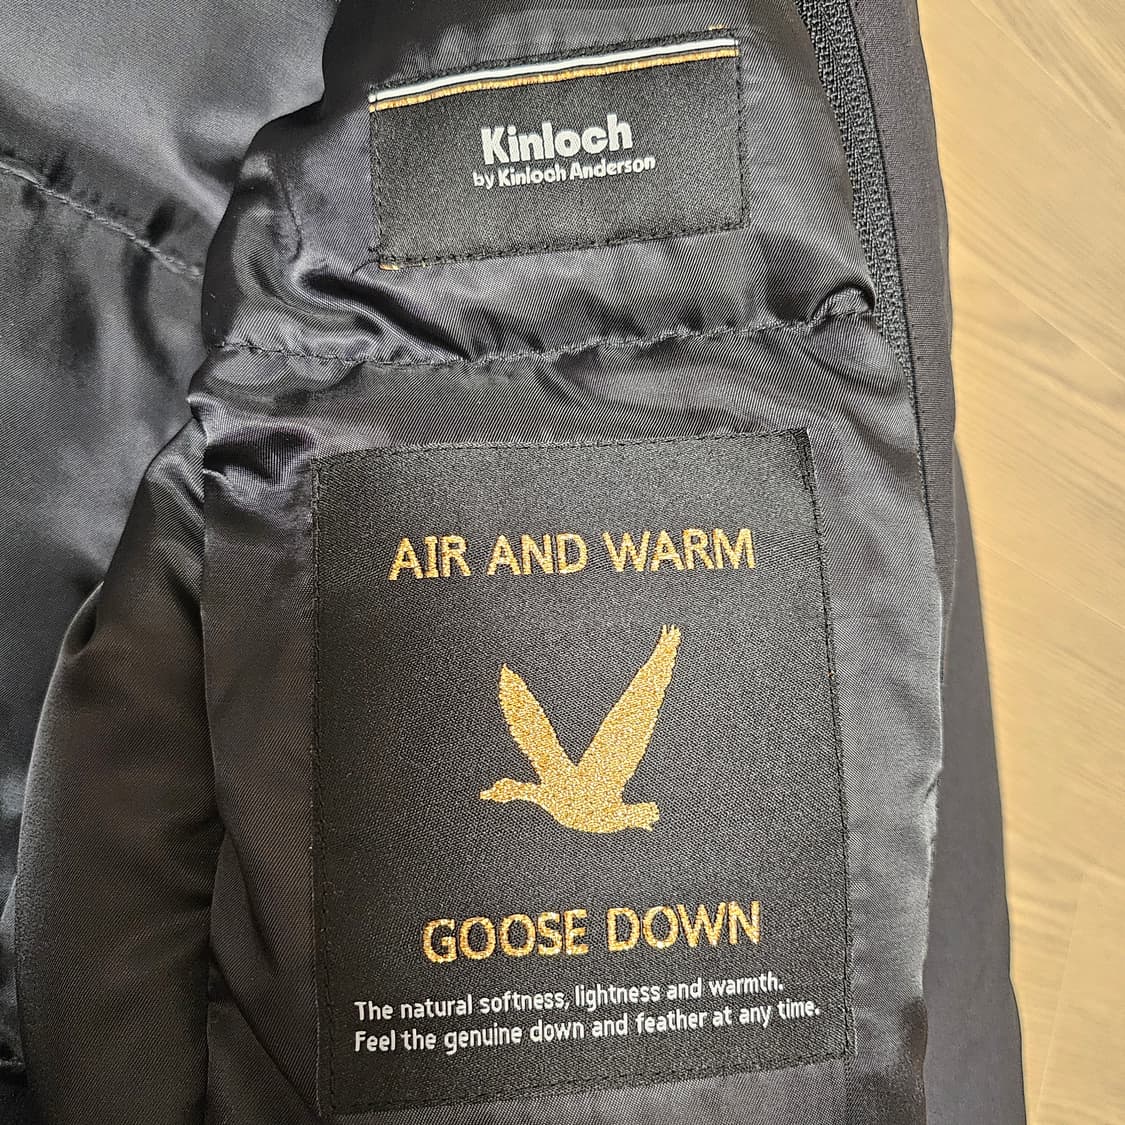 Kinloch
by Kinloch Anderson
AIR AND WARM
GOOSE DOWN
The natural softness, lightness and warmth.
Feel the genuine down and feather at any time.